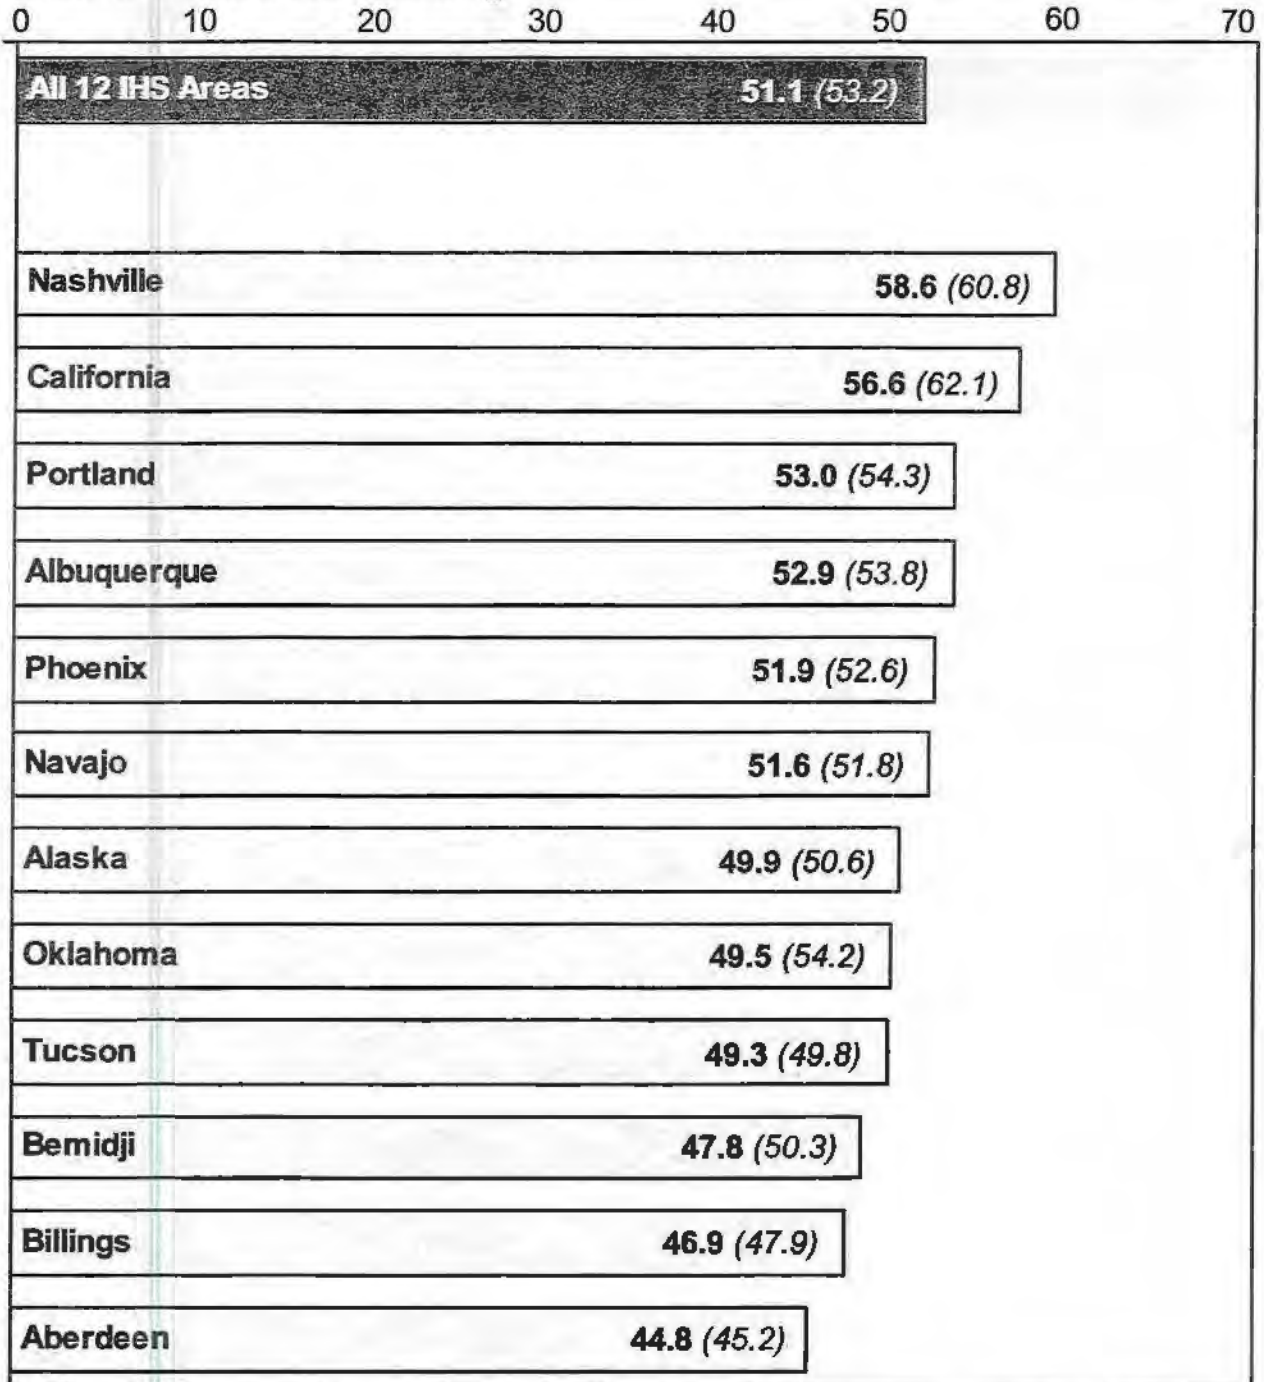 0 10 20 30 40 50 60 70
All 12 IHS Areas 51.1 (53.2)
Nashville 58.6 (60.8)
California 56.6 (62.1)
Portland 53.0 (54.3)
Albuquerque 52.9 (53.8)
Phoenix 51.9 (52.6)
Navajo 51.6 (51.8)
Alaska 49.9 (50.6)
Oklahoma 49.5 (54.2)
Tucson 49.3 (49.8)
Bemidji 47.8 (50.3)
Billings 46.9 (47.9)
Aberdeen 44.8 (45.2)